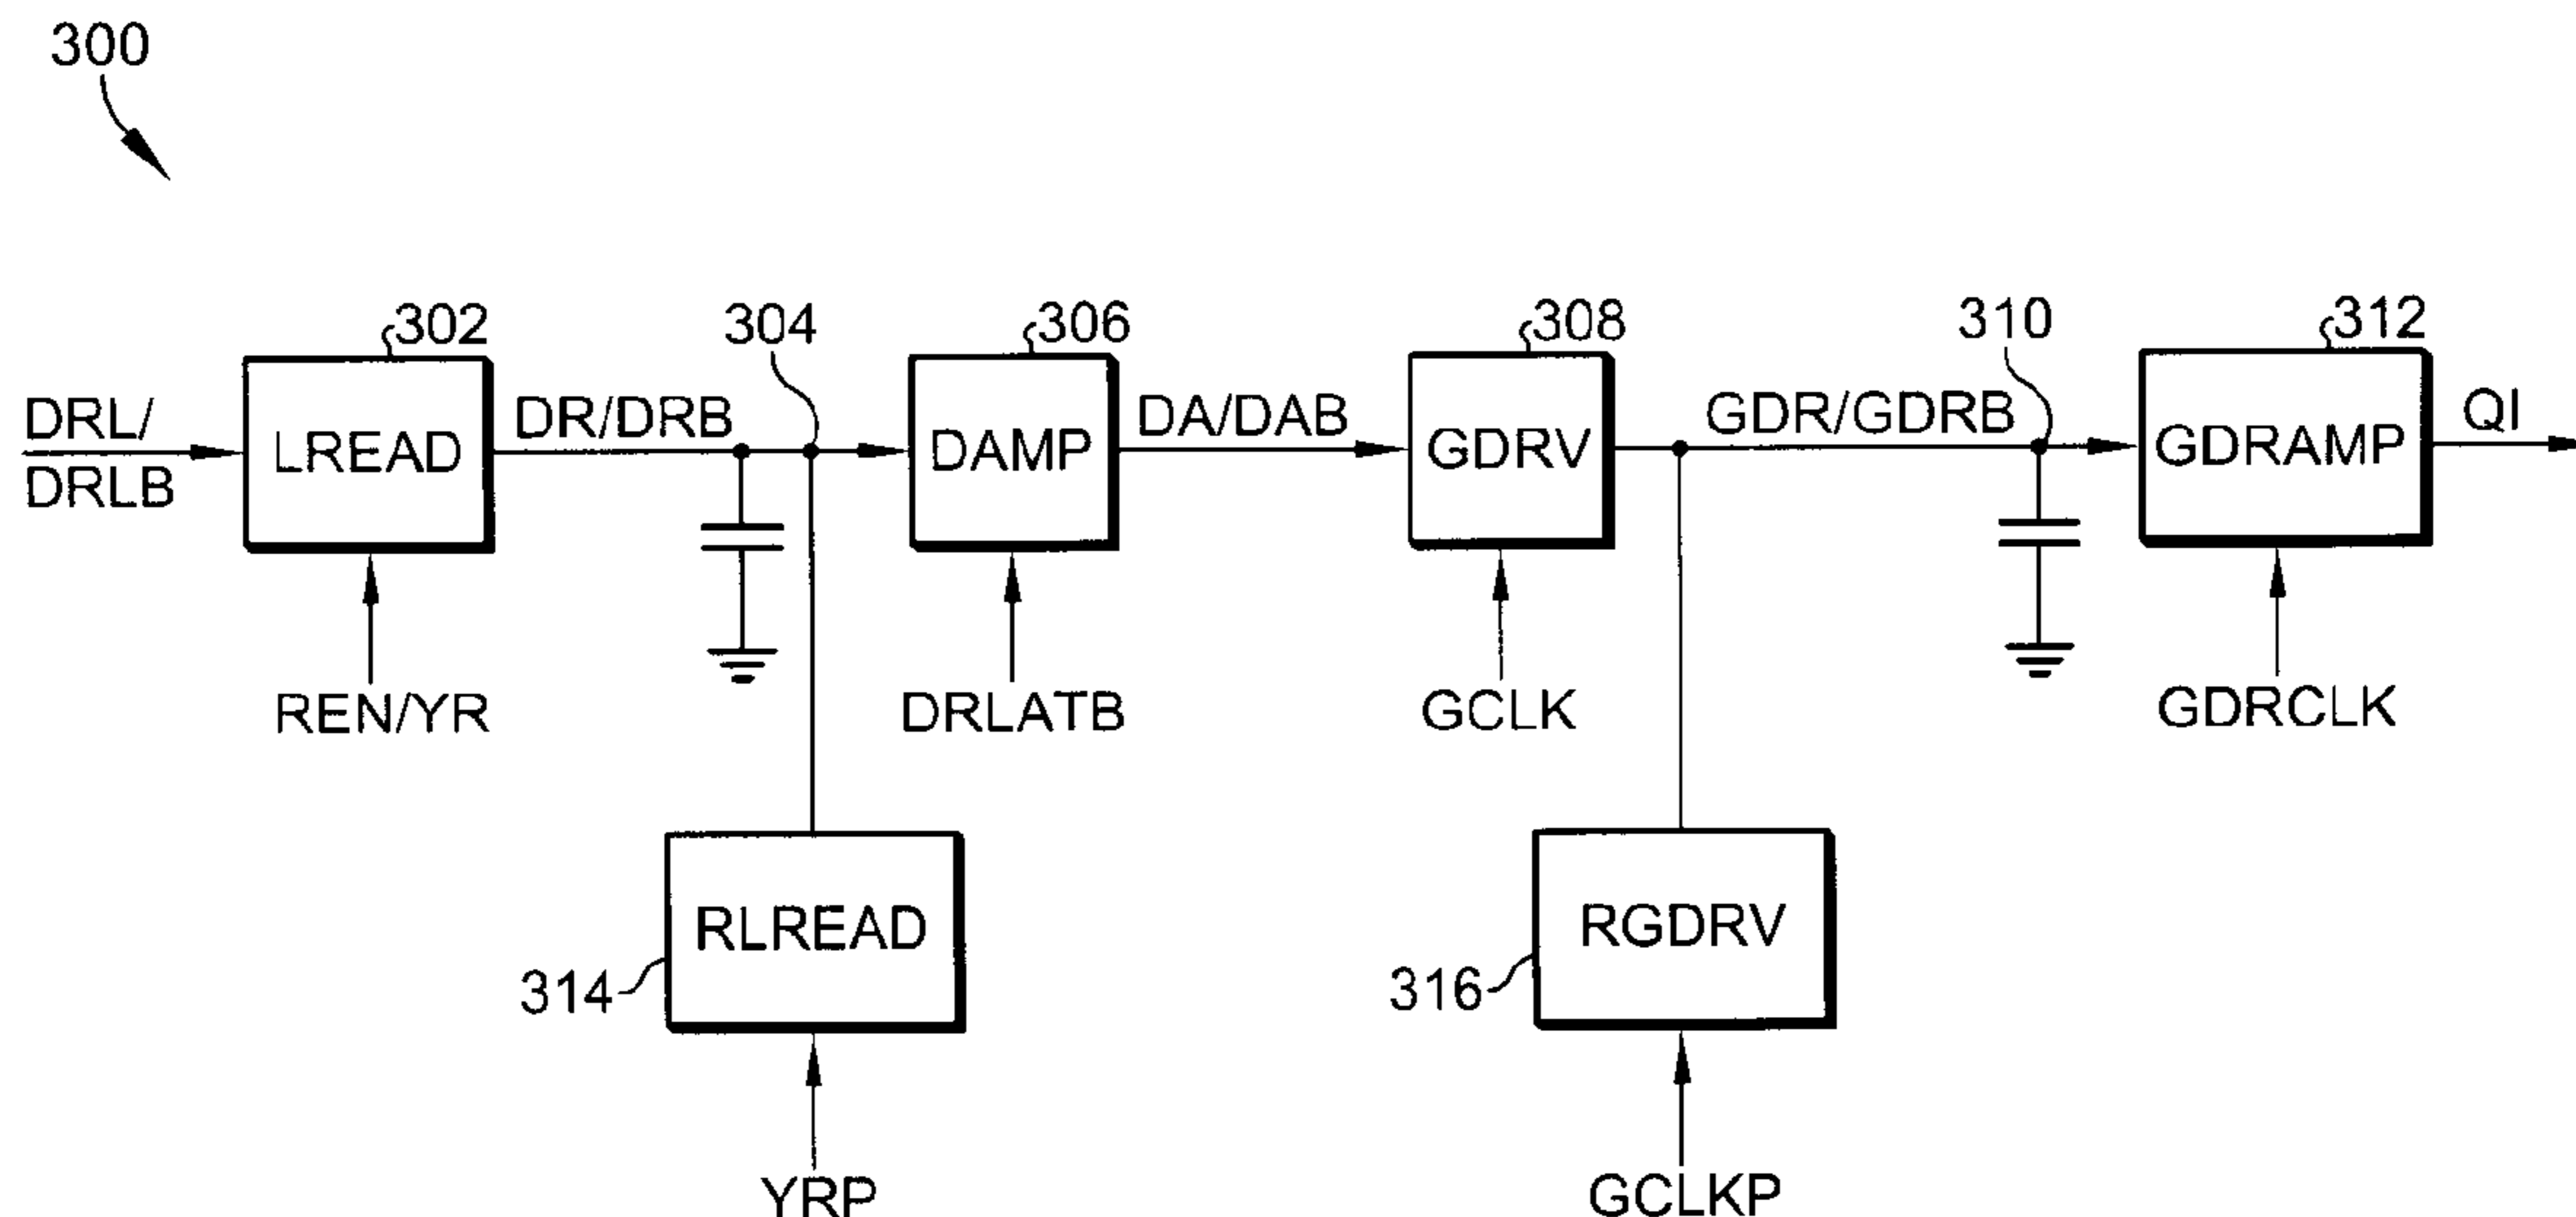 300
302
304
306
308
310
312
DRL/
DRLB
LREAD
DR/DRB
DAMP
DA/DAB
GDRV
GDR/GDRB
GDRAMP
QI
REN/YR
DRLATB
GCLK
GDRCLK
RLREAD
RGDRV
314
316
YRP
GCLKP